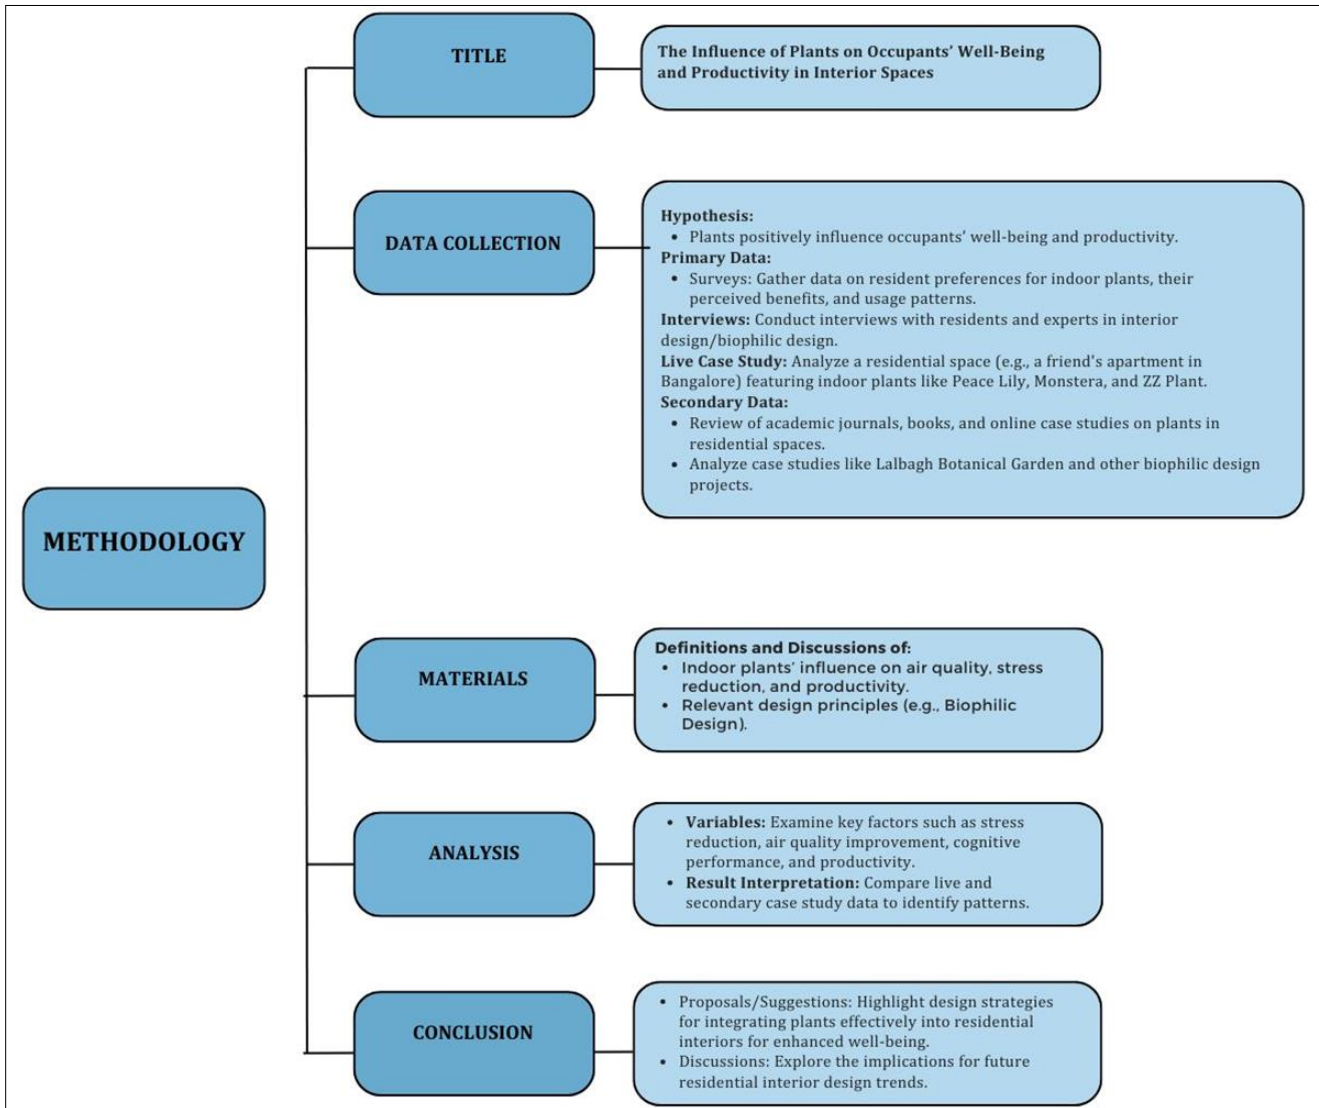 METHODOLOGY
TITLE
The Influence of Plants on Occupants’ Well-Being
and Productivity in Interior Spaces
DATA COLLECTION
Hypothesis:
• Plants positively influence occupants’ well-being and productivity.
Primary Data:
• Surveys: Gather data on resident preferences for indoor plants, their
perceived benefits, and usage patterns.
Interviews: Conduct interviews with residents and experts in interior
design/biophilic design.
Live Case Study: Analyze a residential space (e.g., a friend's apartment in
Bangalore) featuring indoor plants like Peace Lily, Monstera, and ZZ Plant.
Secondary Data:
• Review of academic journals, books, and online case studies on plants in
residential spaces.
• Analyze case studies like Lalbagh Botanical Garden and other biophilic design
projects.
MATERIALS
Definitions and Discussions of:
• Indoor plants’ influence on air quality, stress
reduction, and productivity.
• Relevant design principles (e.g., Biophilic
Design).
ANALYSIS
• Variables: Examine key factors such as stress
reduction, air quality improvement, cognitive
performance, and productivity.
• Result Interpretation: Compare live and
secondary case study data to identify patterns.
CONCLUSION
• Proposals/Suggestions: Highlight design strategies
for integrating plants effectively into residential
interiors for enhanced well-being.
• Discussions: Explore the implications for future
residential interior design trends.